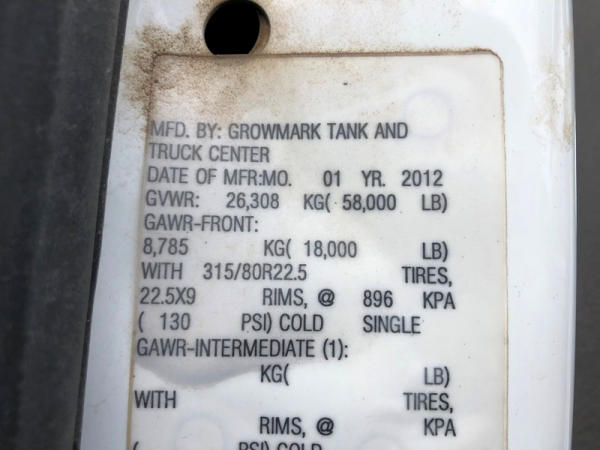 MFD. BY: GROWMARK TANK AND
TRUCK CENTER
DATE OF MFR:MO. 01 YR. 2012
GVWR: 26,308 KG( 58,000 LB)
GAWR-FRONT:
8,785 KG( 18,000 LB)
WITH 315/80R22.5 TIRES,
22.5X9 RIMS, @ 896 KPA
( 130 PSI) COLD SINGLE
GAWR-INTERMEDIATE (1):
KG( LB)
WITH TIRES,
RIMS, @ KPA
( PSI) COLD